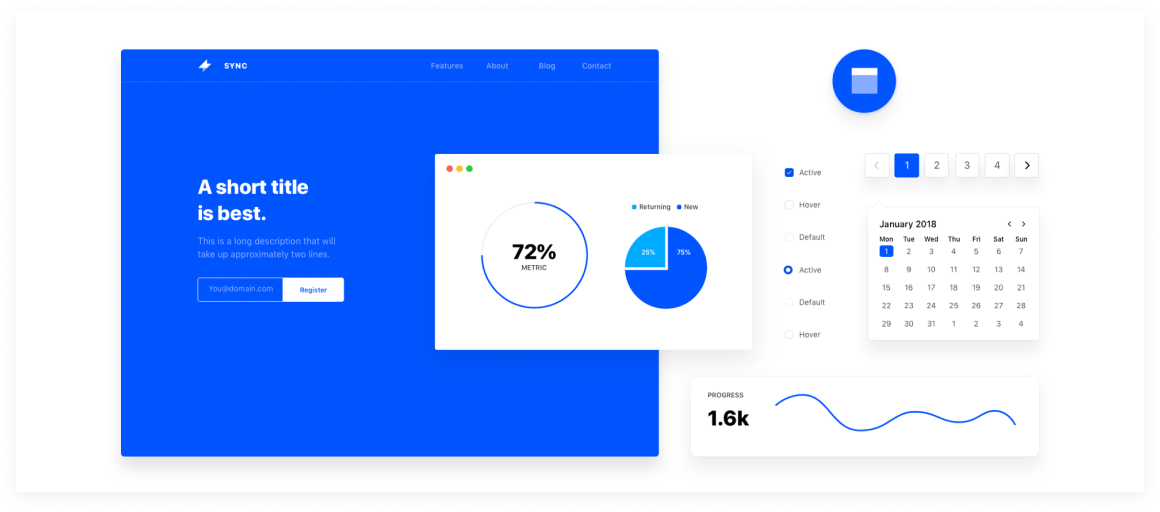 SYNC
Features About Blog Contact
A short title
is best.
This is a long description that will
take up approximately two lines.
You@domain.com Register
72%
METRIC
Returning New
25% 75%
Active
Hover
Default
Active
Default
Hover
1 2 3 4
January 2018
Mon Tue Wed Thu Fri Sat Sun
1 2 3 4 5 6 7
8 9 10 11 12 13 14
15 16 17 18 19 20 21
22 23 24 25 26 27 28
29 30 31 1 2 3 4
PROGRESS
1.6k